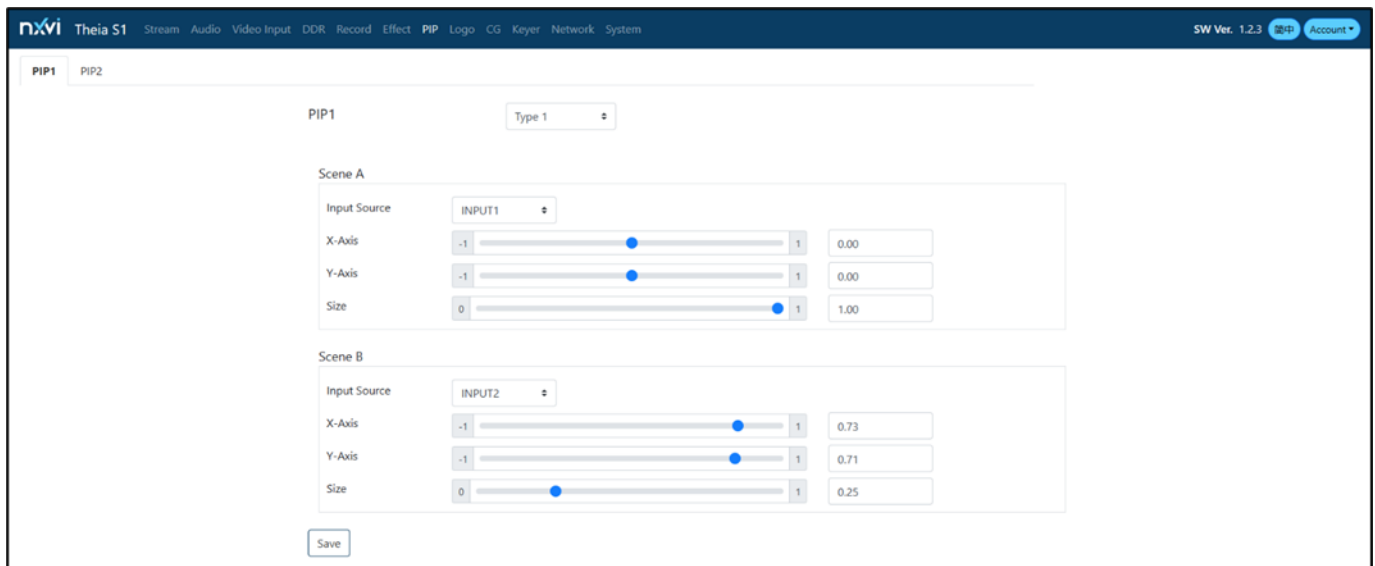 nxvi Theia S1 Stream Audio Video Input DDR Record Effect PIP Logo CG Keyer Network System SW Ver. 1.2.3 簡中 Account
PIP1 PIP2
PIP1 Type 1
Scene A
Input Source INPUT1
X-Axis -1 1 0.00
Y-Axis -1 1 0.00
Size 0 1 1.00
Scene B
Input Source INPUT2
X-Axis -1 1 0.73
Y-Axis -1 1 0.71
Size 0 1 0.25
Save